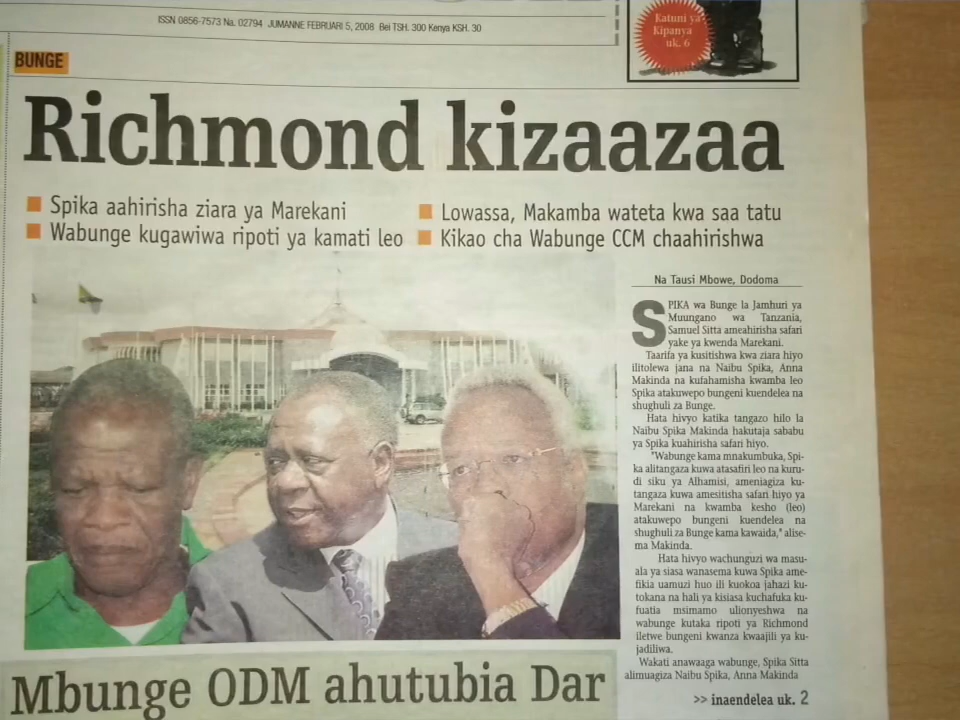 ISSN 0856-7573 Na. 02794 JUMANNE FEBRUARI 5, 2008 Bei TSH. 300 Kenya KSH. 30
Katuni ya
Kipanya
uk. 6
BUNGE
Richmond kizaazaa
Spika aahirisha ziara ya Marekani
Wabunge kugawiwa ripoti ya kamati leo
Lowassa, Makamba wateta kwa saa tatu
Kikao cha Wabunge CCM chaahirishwa
Na Tausi Mbowe, Dodoma
SPIKA wa Bunge la Jamhuri ya
Muungano wa Tanzania,
Samuel Sitta ameahirisha safari
yake ya kwenda Marekani.
Taarifa ya kusitishwa kwa ziara hiyo
ilitolewa jana na Naibu Spika, Anna
Makinda na kufahamisha kwamba leo
Spika atakuwepo bungeni kuendelea na
shughuli za Bunge.
Hata hivyo katika tangazo hilo la
Naibu Spika Makinda hakutaja sababu
ya Spika kuahirisha safari hiyo.
"Wabunge kama mnakumbuka, Spi-
ka alitangaza kuwa atasafiri leo na kuru-
di siku ya Alhamisi, ameniagiza ku-
tangaza kuwa amesitisha safari hiyo ya
Marekani na kwamba kesho (leo)
atakuwepo bungeni kuendelea na
shughuli za Bunge kama kawaida," alise-
ma Makinda.
Hata hivyo wachunguzi wa masu-
ala ya siasa wanasema kuwa Spika ame-
fikia uamuzi huo ili kuokoa jahazi ku-
tokana na hali ya kisiasa kuchafuka ku-
fuatia msimamo ulionyeshwa na
wabunge kutaka ripoti ya Richmond
iletwe bungeni kwanza kwaajili ya ku-
jadiliwa.
Wakati anawaaga wabunge, Spika Sitta
alimuagiza Naibu Spika, Anna Makinda
>> inaendelea uk. 2
Mbunge ODM ahutubia Dar